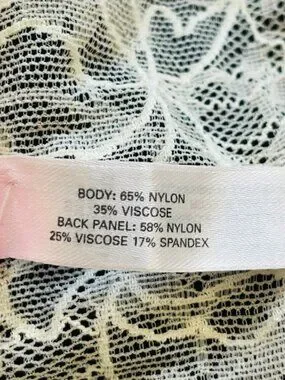 BODY: 65% NYLON
35% VISCOSE
BACK PANEL: 58% NYLON
25% VISCOSE 17% SPANDEX